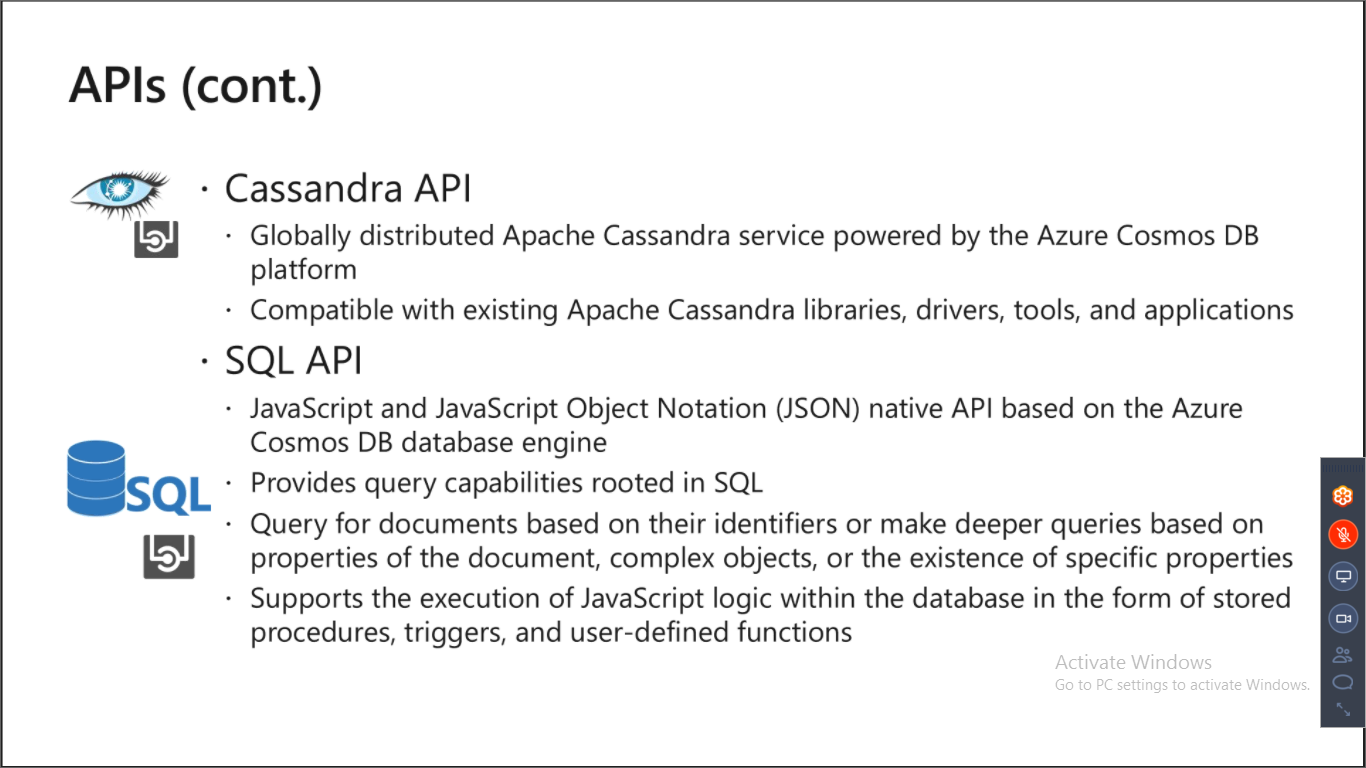 APIs (cont.)
· Cassandra API
· Globally distributed Apache Cassandra service powered by the Azure Cosmos DB
platform
· Compatible with existing Apache Cassandra libraries, drivers, tools, and applications
· SQL API
· JavaScript and JavaScript Object Notation (JSON) native API based on the Azure
Cosmos DB database engine
SQL
· Provides query capabilities rooted in SQL
· Query for documents based on their identifiers or make deeper queries based on
properties of the document, complex objects, or the existence of specific properties
· Supports the execution of JavaScript logic within the database in the form of stored
procedures, triggers, and user-defined functions
Activate Windows
Go to PC settings to activate Windows.